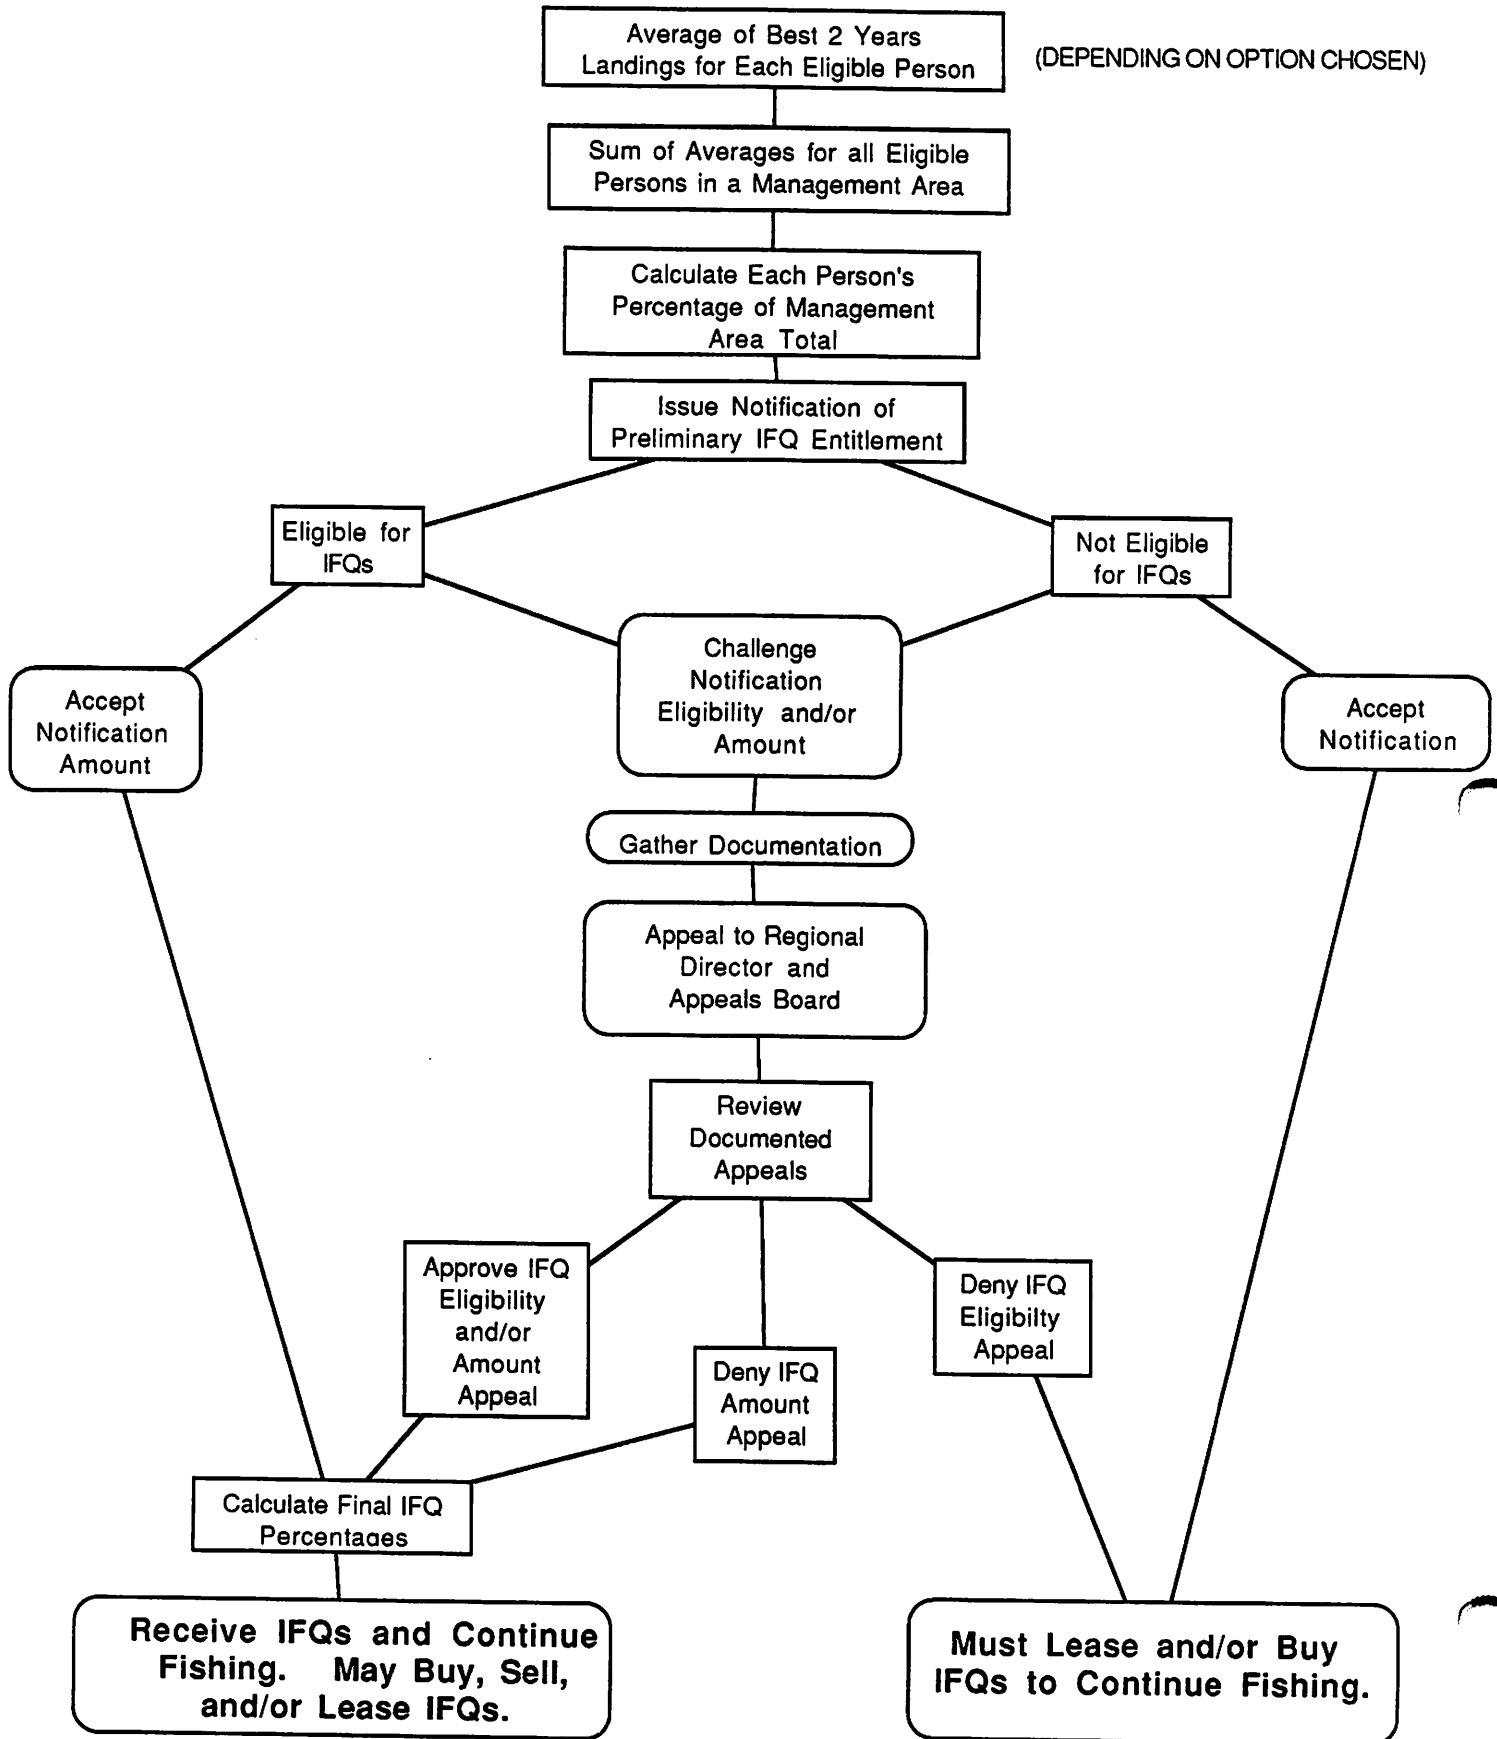 Average of Best 2 Years
Landings for Each Eligible Person
(DEPENDING ON OPTION CHOSEN)
Sum of Averages for all Eligible
Persons in a Management Area
Calculate Each Person's
Percentage of Management
Area Total
Issue Notification of
Preliminary IFQ Entitlement
Eligible for
IFQs
Not Eligible
for IFQs
Challenge
Notification
Eligibility and/or
Amount
Accept
Notification
Amount
Accept
Notification
Gather Documentation
Appeal to Regional
Director and
Appeals Board
Review
Documented
Appeals
Approve IFQ
Eligibility
and/or
Amount
Appeal
Deny IFQ
Amount
Appeal
Deny IFQ
Eligibilty
Appeal
Calculate Final IFQ
Percentages
Receive IFQs and Continue
Fishing. May Buy, Sell,
and/or Lease IFQs.
Must Lease and/or Buy
IFQs to Continue Fishing.